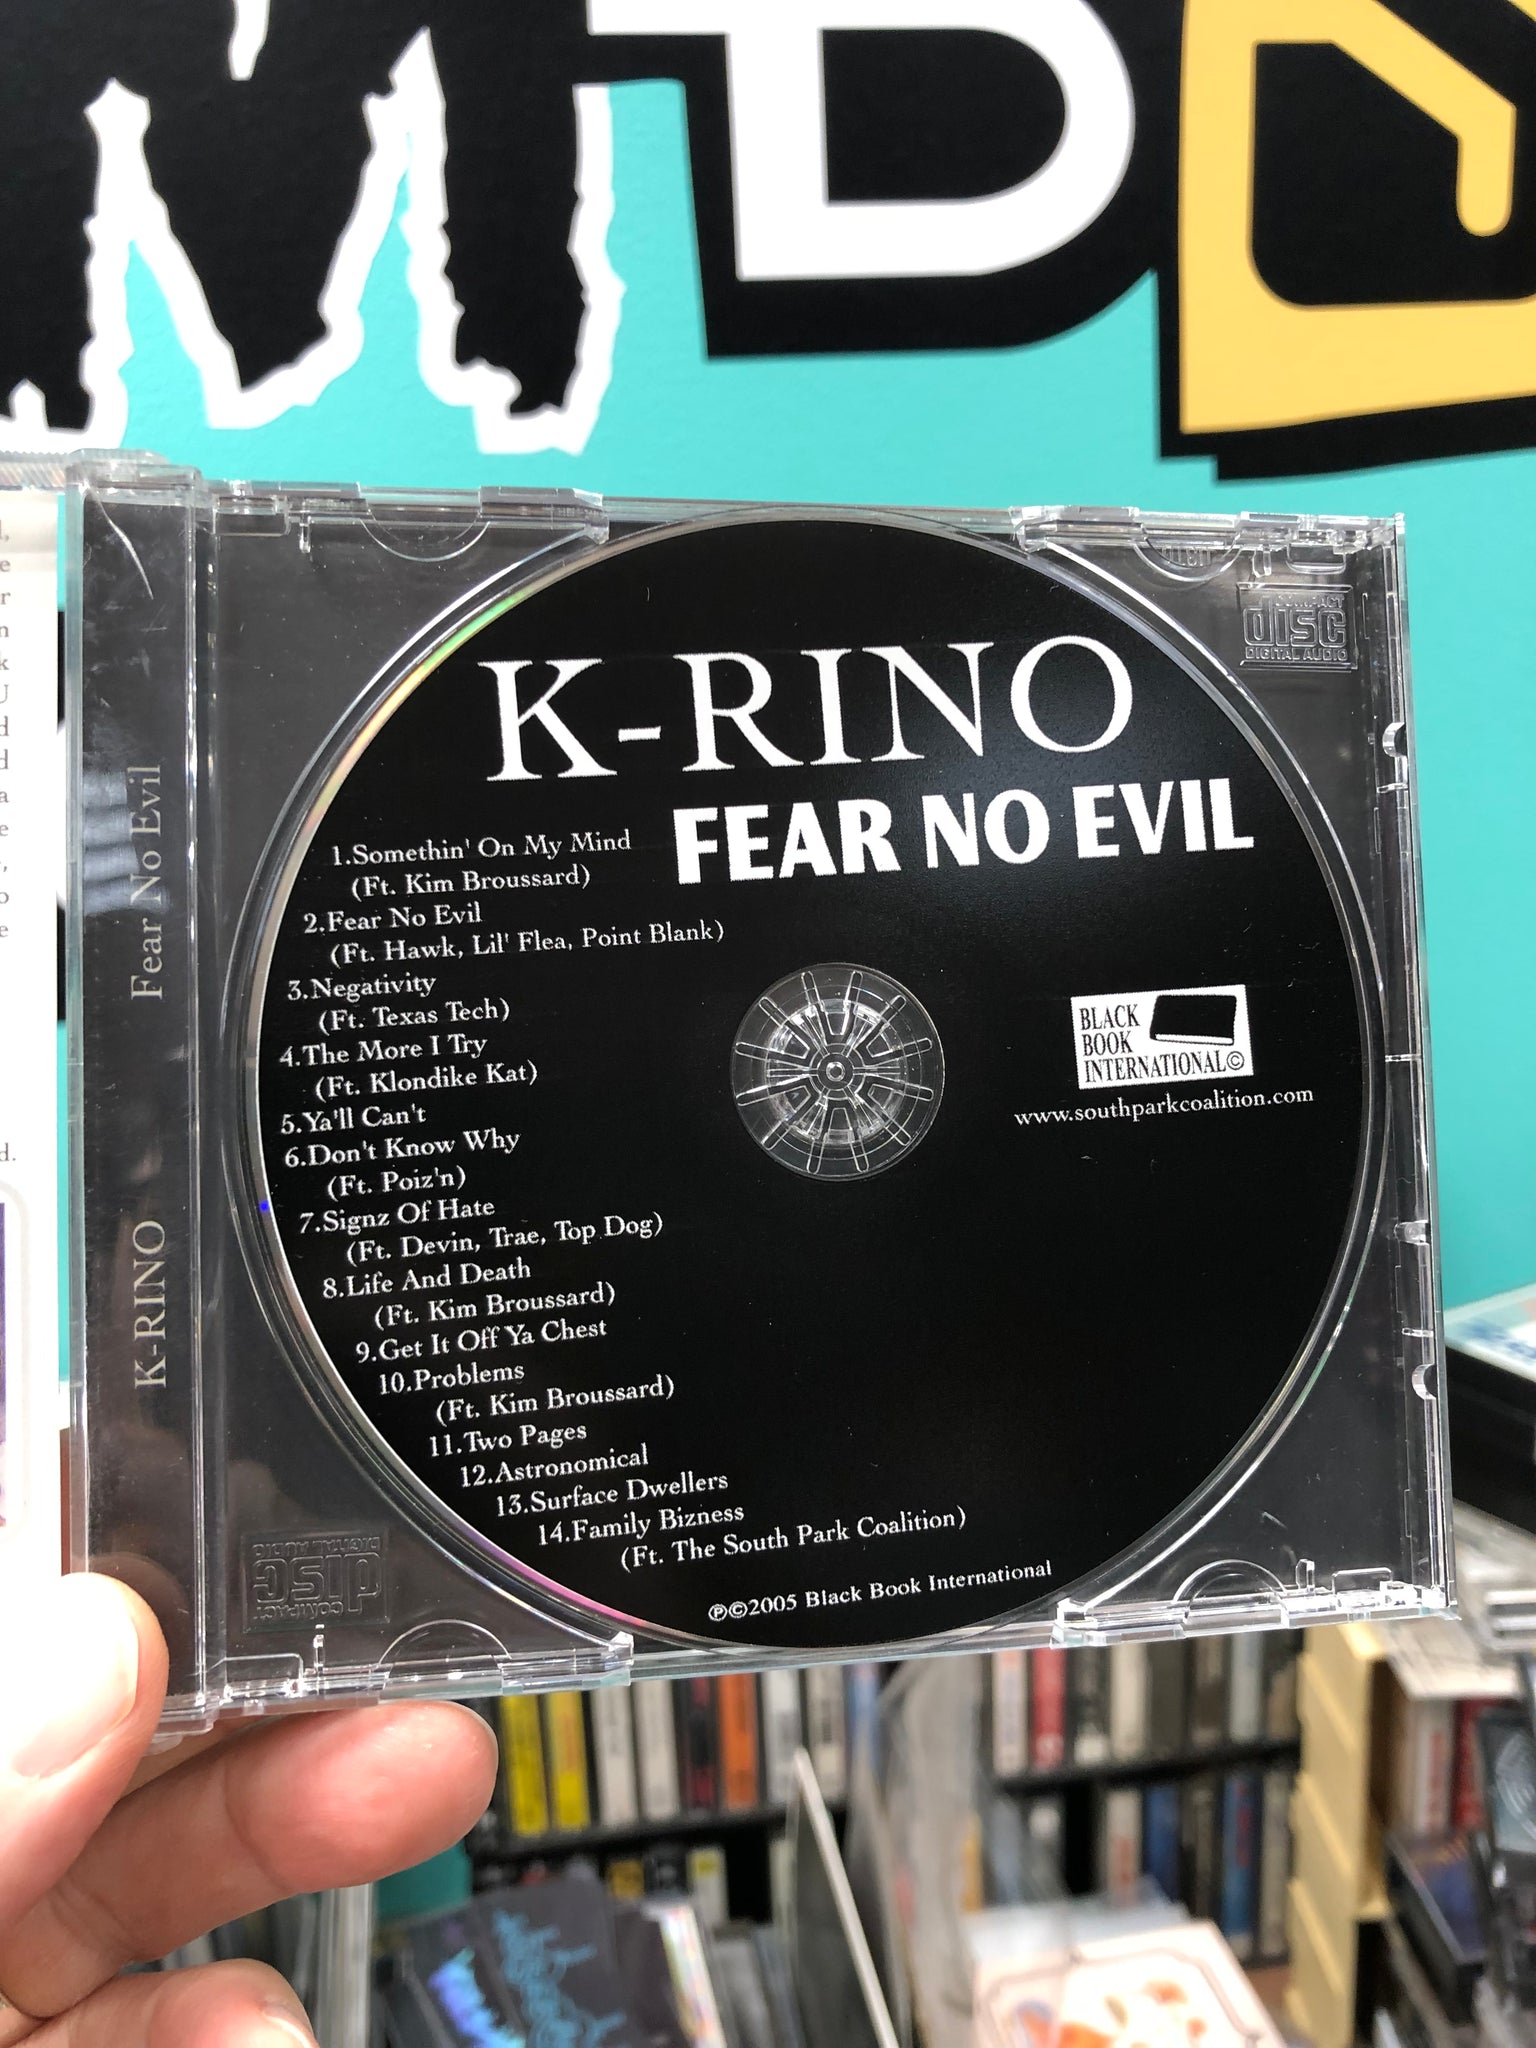 K-RINO
FEAR NO EVIL
1.Somethin' On My Mind
(Ft. Kim Broussard)
2.Fear No Evil
(Ft. Hawk, Lil' Flea, Point Blank)
3.Negativity
(Ft. Texas Tech)
4.The More I Try
(Ft. Klondike Kat)
5.Ya'll Can't
6.Don't Know Why
(Ft. Poiz'n)
7.Signz Of Hate
(Ft. Devin, Trae, Top Dog)
8.Life And Death
(Ft. Kim Broussard)
9.Get It Off Ya Chest
10.Problems
(Ft. Kim Broussard)
11.Two Pages
12.Astronomical
13.Surface Dwellers
14.Family Bizness
(Ft. The South Park Coalition)
℗©2005 Black Book International
BLACK
BOOK
INTERNATIONAL©
www.southparkcoalition.com
K-RINO Fear No Evil
COMPACT
disc
DIGITAL AUDIO
COMPACT
disc
DIGITAL AUDIO